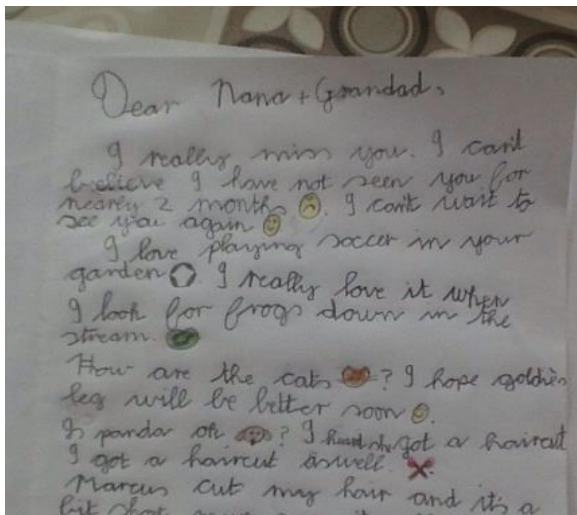 Dear Nana + Grandad,
I really miss you. I can't
believe I have not seen you for
nearly 2 months. I can't wait to
see you again
I love playing soccer in your
garden. I really love it when
I look for frogs down in the
stream.
How are the cats? I hope goldies
leg will be better soon.
Is panda ok? I heard she got a haircut
I got a haircut aswell.
Marcus cut my hair and it's a
bit